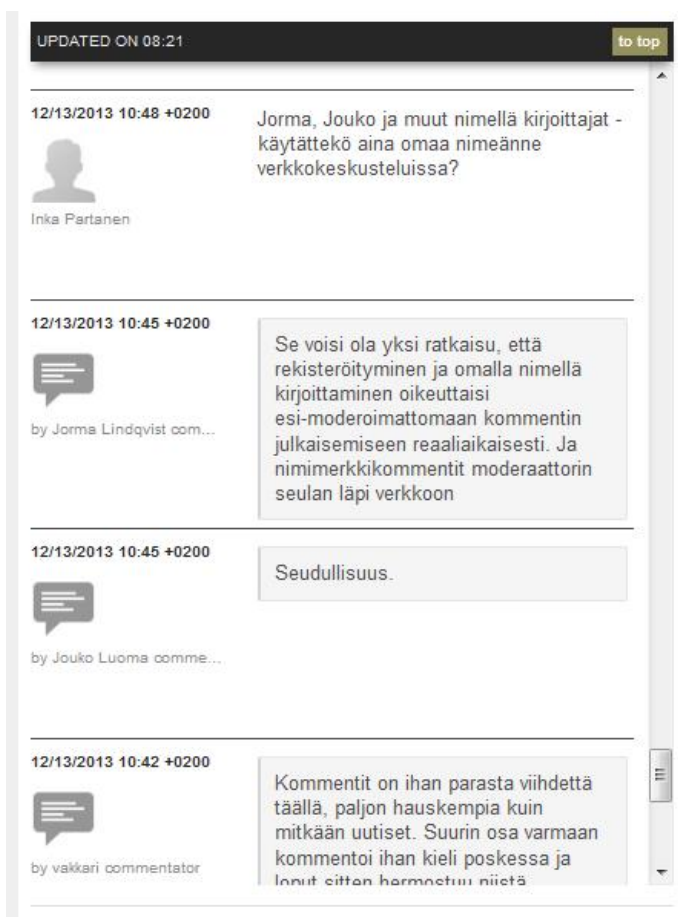 UPDATED ON 08:21
to top
12/13/2013 10:48 +0200
Inka Partanen
Jorma, Jouko ja muut nimellä kirjoittajat -
käytättekö aina omaa nimeänne
verkkokeskusteluissa?
12/13/2013 10:45 +0200
by Jorma Lindqvist com...
Se voisi ola yksi ratkaisu, että
rekisteröityminen ja omalla nimellä
kirjoittaminen oikeuttaisi
esi-moderoimattomaan kommentin
julkaisemiseen reaaliaikaisesti. Ja
nimimerkkikommentit moderaattorin
seulan läpi verkkoon
12/13/2013 10:45 +0200
by Jouko Luoma comme...
Seudullisuus.
12/13/2013 10:42 +0200
by vakkari commentator
Kommentit on ihan parasta viihdettä
täällä, paljon hauskempia kuin
mitkään uutiset. Suurin osa varmaan
kommentoi ihan kieli poskessa ja
loput sitten hermostuu niistä